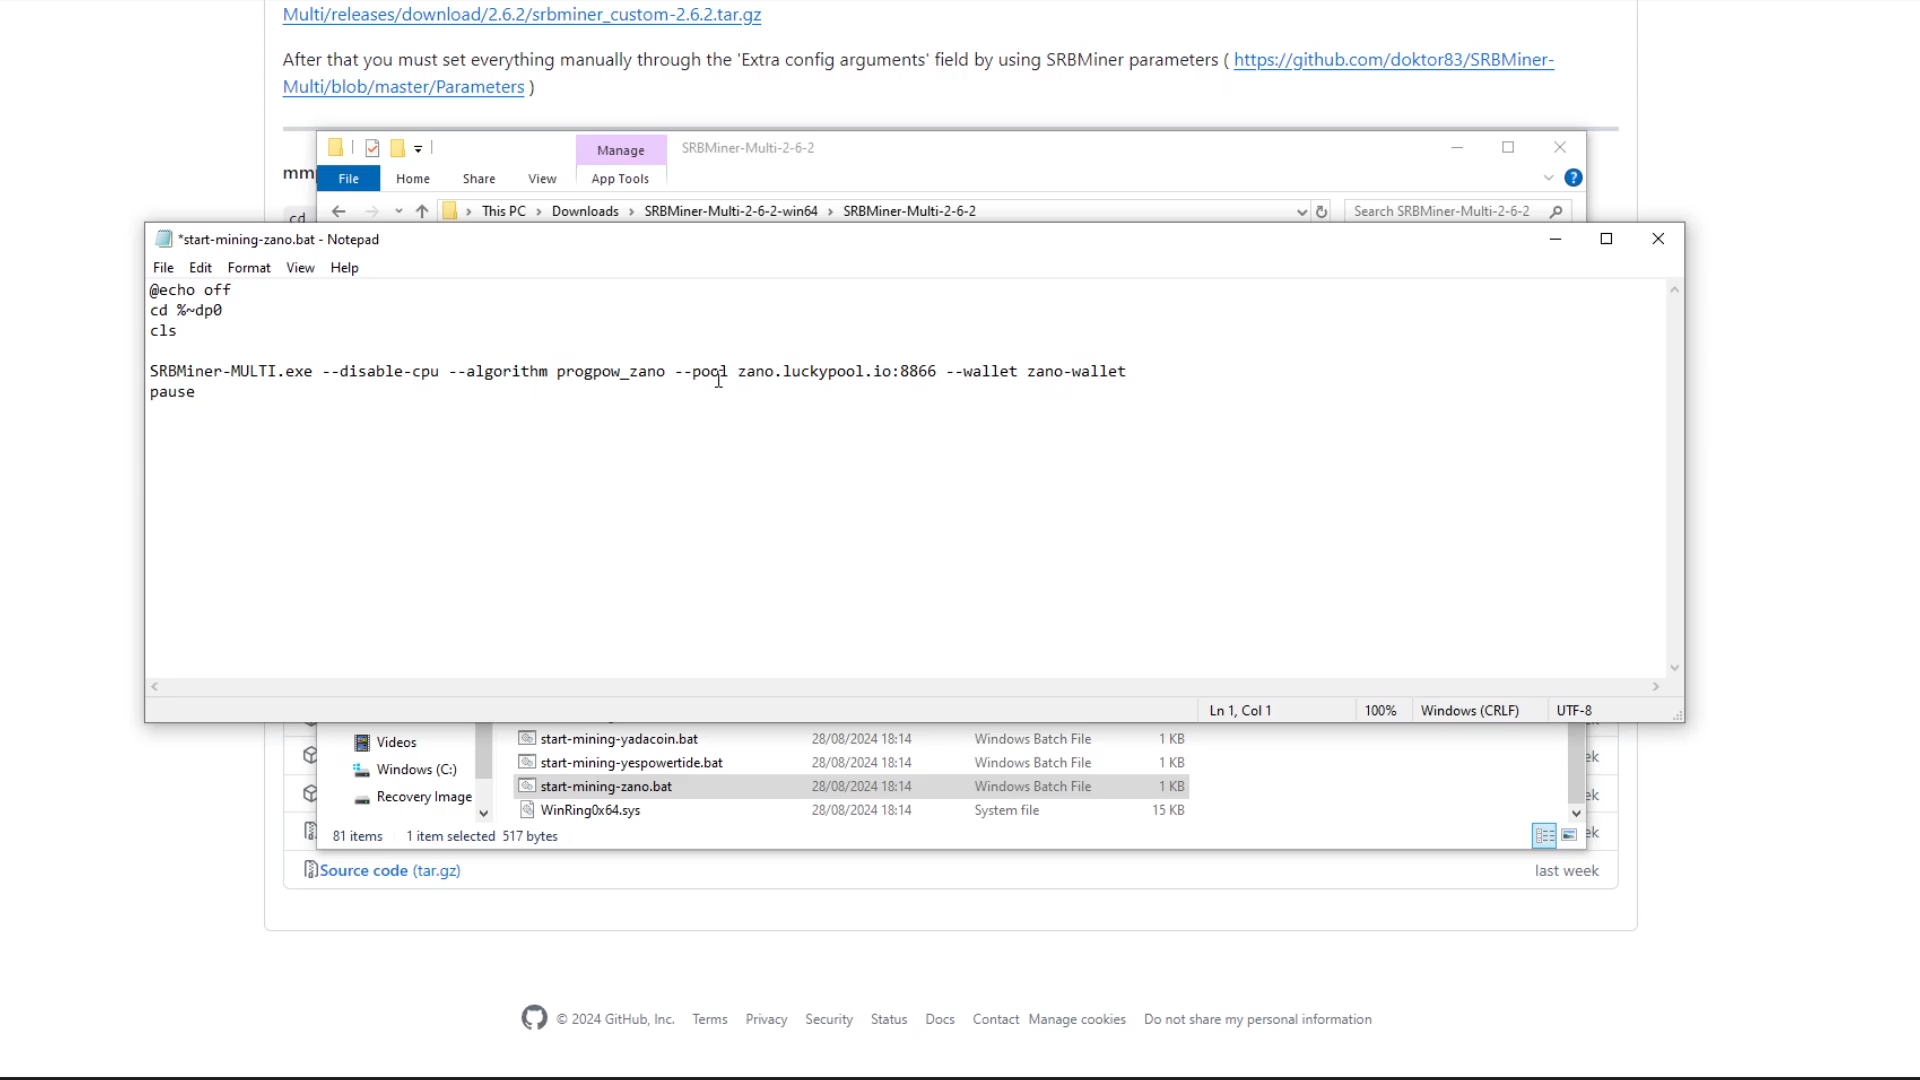 Multi/releases/download/2.6.2/srbminer_custom-2.6.2.tar.gz
After that you must set everything manually through the 'Extra config arguments' field by using SRBMiner parameters ( https://github.com/doktor83/SRBMiner-
Multi/blob/master/Parameters )
Manage
SRBMiner-Multi-2-6-2
File
Home
Share
View
App Tools
This PC
Downloads
SRBMiner-Multi-2-6-2-win64
SRBMiner-Multi-2-6-2
Search SRBMiner-Multi-2-6-2
cd
*start-mining-zano.bat - Notepad
File
Edit
Format
View
Help
@echo off
cd %~dp0
cls
SRBMiner-MULTI.exe --disable-cpu --algorithm progpow_zano --pool zano.luckypool.io:8866 --wallet zano-wallet
pause
Ln 1, Col 1
100%
Windows (CRLF)
UTF-8
Videos
start-mining-yadacoin.bat
28/08/2024 18:14
Windows Batch File
1 KB
Windows (C:)
start-mining-yespowertide.bat
28/08/2024 18:14
Windows Batch File
1 KB
start-mining-zano.bat
28/08/2024 18:14
Windows Batch File
1 KB
Recovery Image
WinRing0x64.sys
28/08/2024 18:14
System file
15 KB
81 items
1 item selected
517 bytes
Source code (tar.gz)
last week
© 2024 GitHub, Inc.
Terms
Privacy
Security
Status
Docs
Contact
Manage cookies
Do not share my personal information